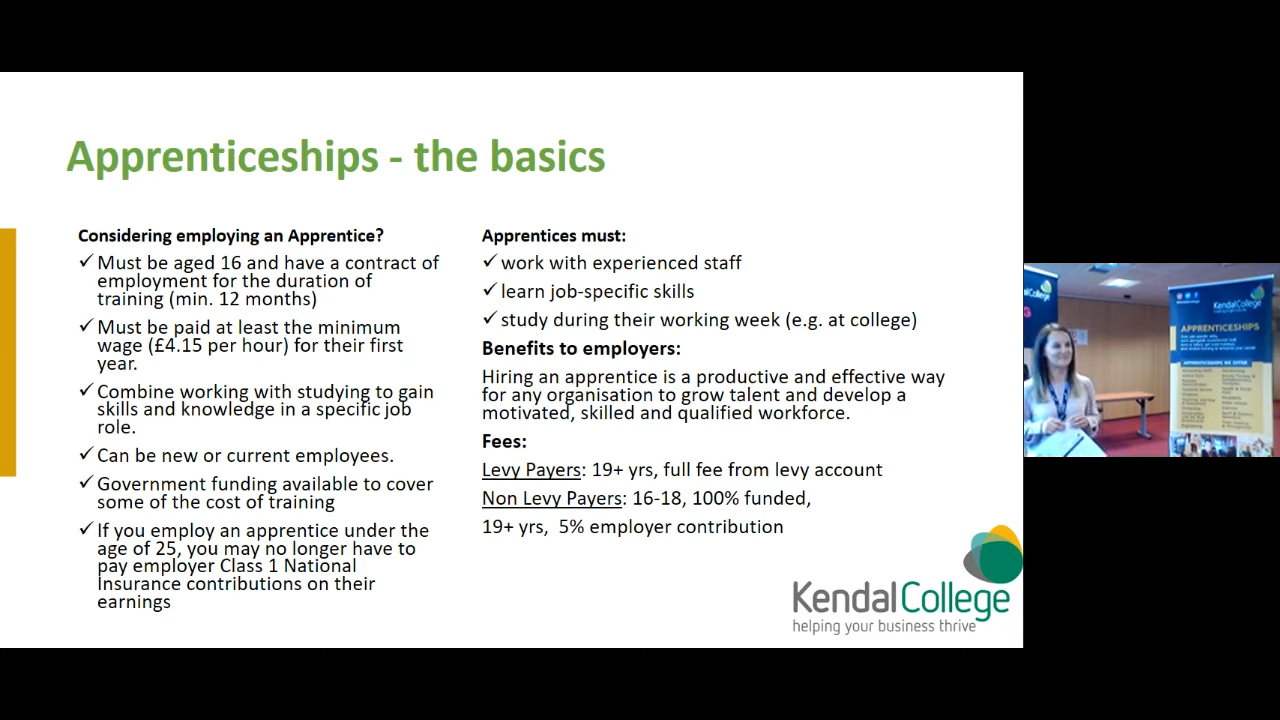 Apprenticeships - the basics
Considering employing an Apprentice?
✓ Must be aged 16 and have a contract of
employment for the duration of
training (min. 12 months)
✓ Must be paid at least the minimum
wage (£4.15 per hour) for their first
year.
✓ Combine working with studying to gain
skills and knowledge in a specific job
role.
✓ Can be new or current employees.
✓ Government funding available to cover
some of the cost of training
✓ If you employ an apprentice under the
age of 25, you may no longer have to
pay employer Class 1 National
Insurance contributions on their
earnings
Apprentices must:
✓ work with experienced staff
✓ learn job-specific skills
✓ study during their working week (e.g. at college)
Benefits to employers:
Hiring an apprentice is a productive and effective way
for any organisation to grow talent and develop a
motivated, skilled and qualified workforce.
Fees:
Levy Payers: 19+ yrs, full fee from levy account
Non Levy Payers: 16-18, 100% funded,
19+ yrs,  5% employer contribution
KendalCollege
helping your business thrive
KendalCollege
APPRENTICESHIPS
APPRENTICESHIPS WE OFFER